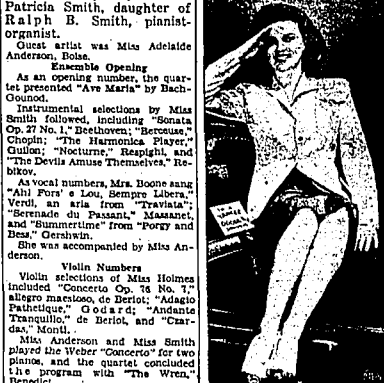 Patricia Smith, daughter of
Ralph B. Smith, pianist-
organist.
Guest artist was Miss Adelaide
Anderson, Boise.
Ensemble Opening
As an opening number, the quar-
tet presented "Ave Maria" by Bach-
Gounod.
Instrumental selections by Miss
Smith followed, including "Sonata
Op. 27 No. 1," Beethoven; "Berceuse,"
Chopin; "The Harmonica Player,"
Guilon; "Nocturne," Respighi, and
"The Devils Amuse Themselves," Re-
bikov.
As vocal numbers, Mrs. Boone sang
"Ah! Fors' e Lou, Sempre Libera,"
Verdi, an aria from "Traviata";
"Serenade du Passant," Massanet,
and "Summertime" from "Porgy and
Bess," Gershwin.
She was accompanied by Miss An-
derson.
Violin Numbers
Violin selections of Miss Holmes
included "Concerto Op. 76 No. 7,"
allegro maestoso, de Beriot; "Adagio
Pathetique," Godard; "Andante
Tranquillo," de Beriot, and "Czar-
das," Monti.
Miss Anderson and Miss Smith
played the Weber "Concerto" for two
pianos, and the quartet concluded
the program with "The Wren,"
Benedict.